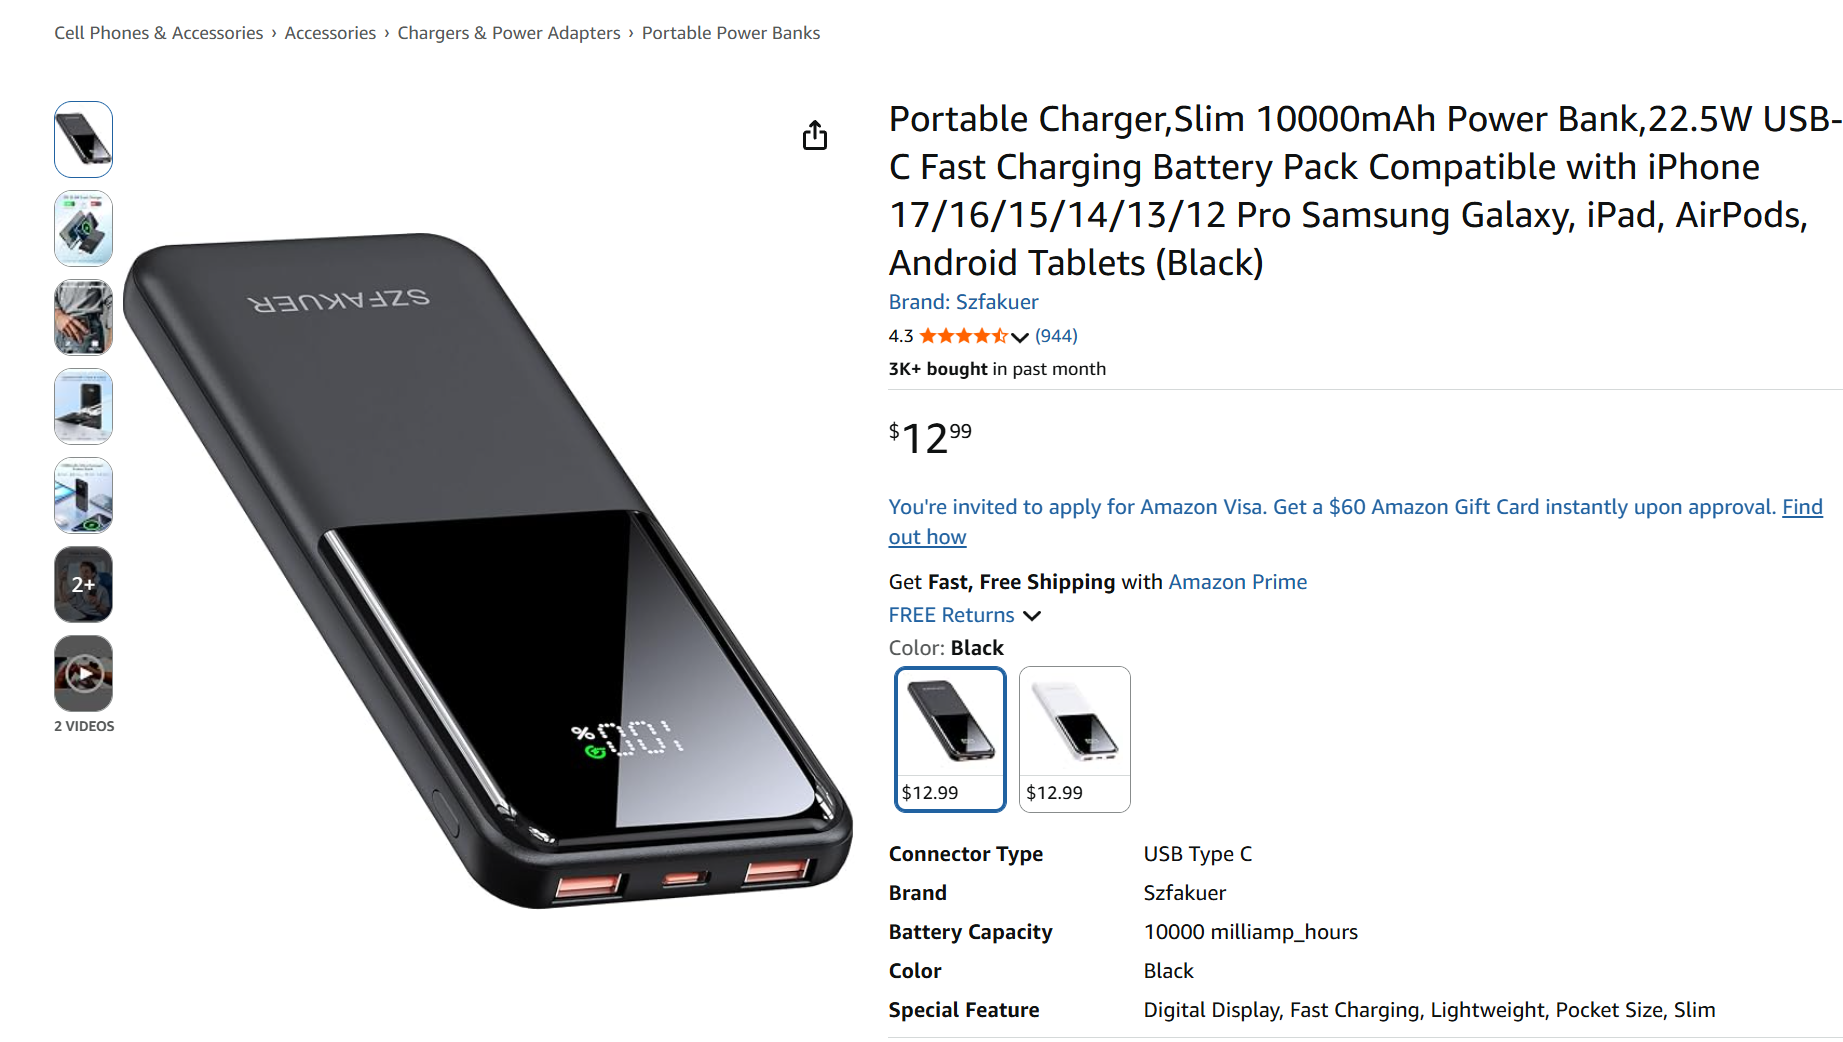 Cell Phones & Accessories › Accessories › Chargers & Power Adapters › Portable Power Banks
SZFAKUER
%
100
2+
2 VIDEOS
Portable Charger,Slim 10000mAh Power Bank,22.5W USB-
C Fast Charging Battery Pack Compatible with iPhone
17/16/15/14/13/12 Pro Samsung Galaxy, iPad, AirPods,
Android Tablets (Black)
Brand: Szfakuer
4.3 (944)
3K+ bought in past month
$12 99
You're invited to apply for Amazon Visa. Get a $60 Amazon Gift Card instantly upon approval. Find
out how
Get Fast, Free Shipping with Amazon Prime
FREE Returns
Color: Black
$12.99 $12.99
Connector Type USB Type C
Brand Szfakuer
Battery Capacity 10000 milliamp_hours
Color Black
Special Feature Digital Display, Fast Charging, Lightweight, Pocket Size, Slim